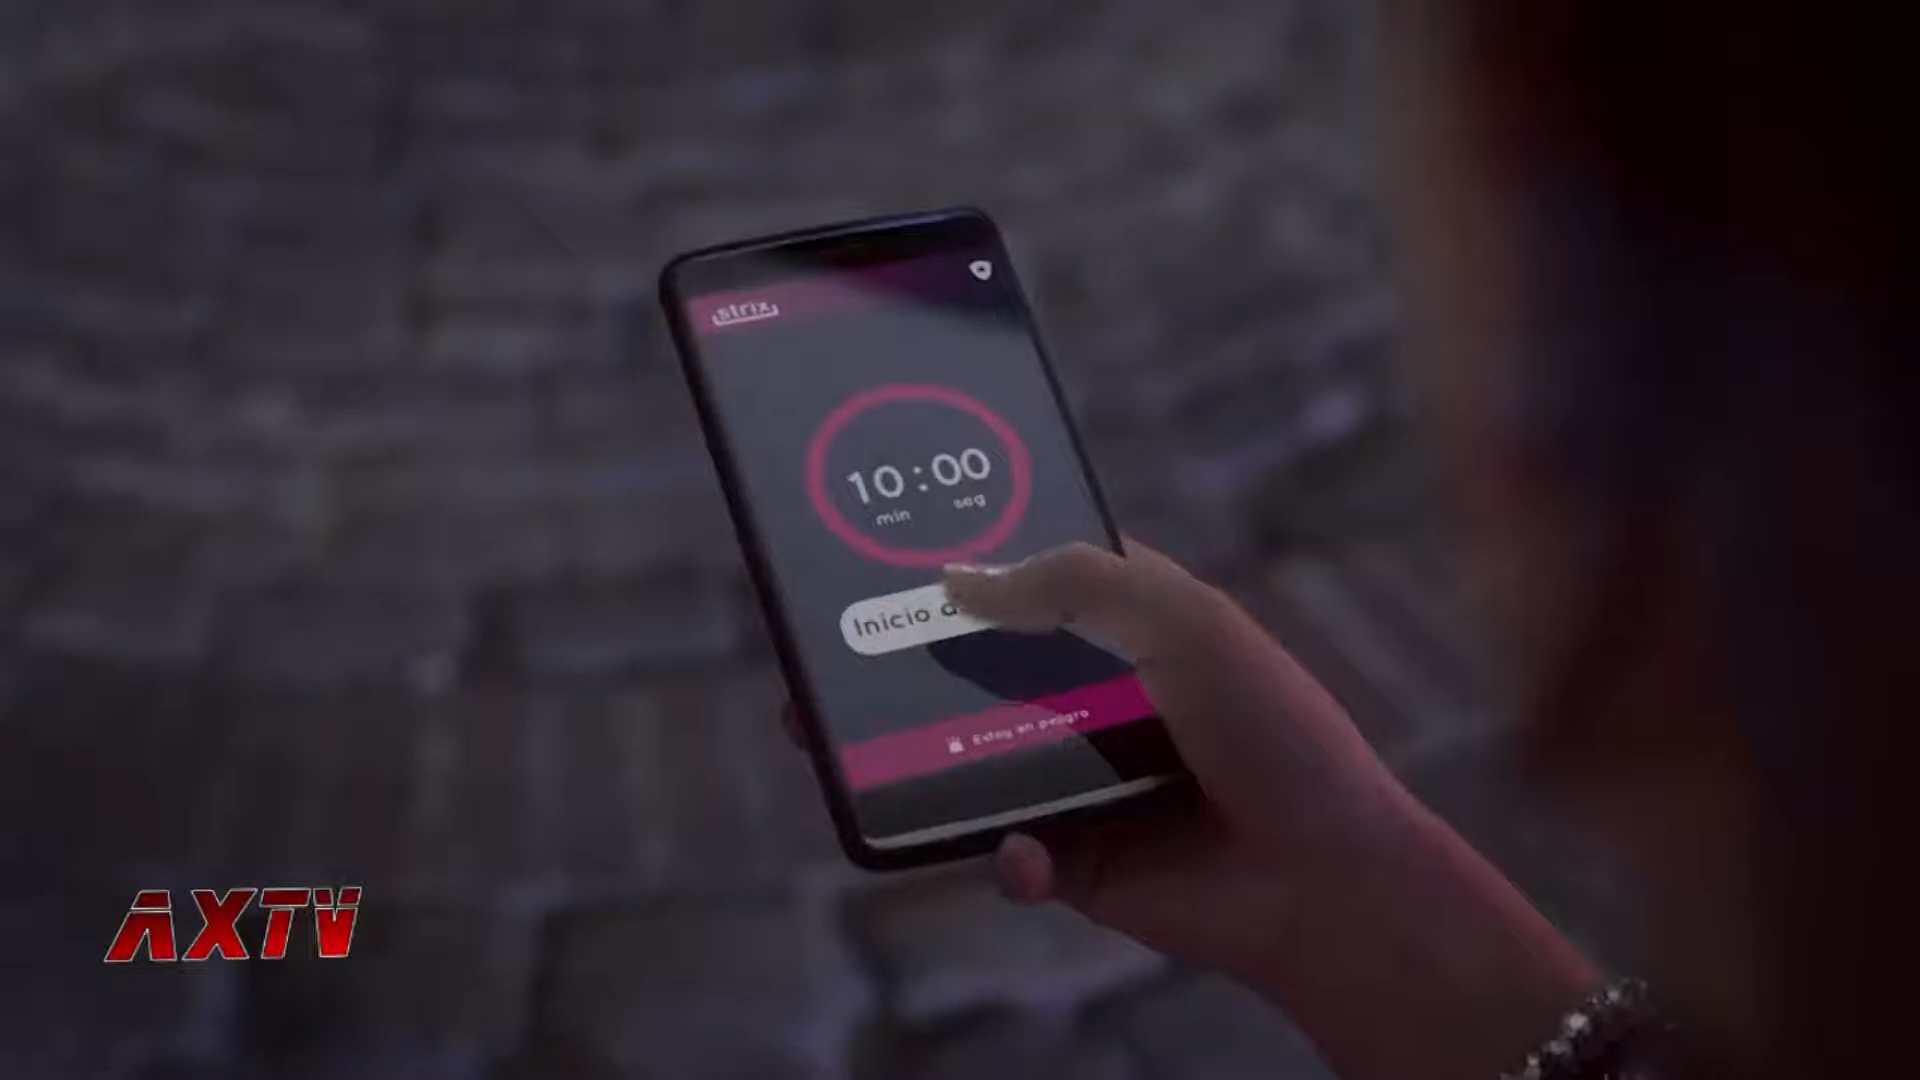 strix
10:00
min seg
Inicio d
Estoy en peligro
AXTV